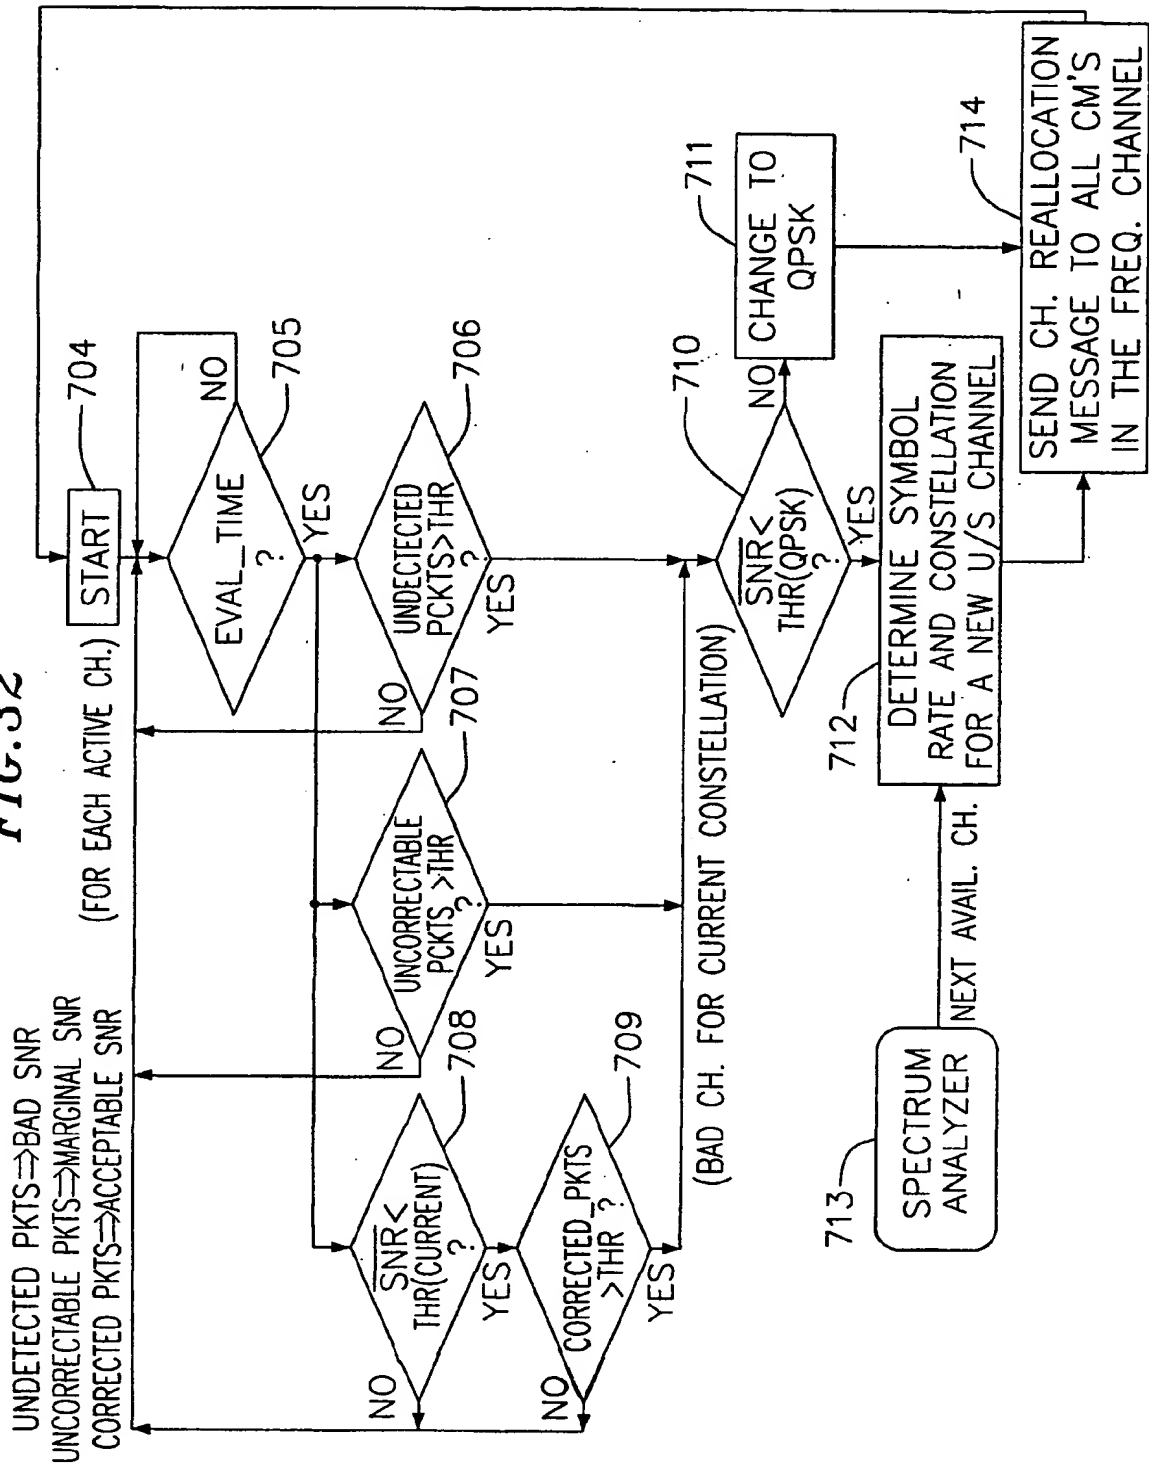 FIG.32
UNDETECTED PKTS⇒BAD SNR
UNCORRECTABLE PKTS⇒MARGINAL SNR
CORRECTED PKTS⇒ACCEPTABLE SNR
(FOR EACH ACTIVE CH.)
START
704
EVAL_TIME
?
705
NO
YES
SNR<
THR(CURRENT)
?
708
NO
YES
UNCORRECTABLE
PCKTS >THR
?
707
NO
YES
UNDECTECTED
PCKTS>THR
?
706
NO
YES
CORRECTED_PKTS
>THR ?
709
NO
YES
(BAD CH. FOR CURRENT CONSTELLATION)
SNR<
THR(QPSK)
?
710
NO
YES
CHANGE TO
QPSK
711
713
SPECTRUM
ANALYZER
NEXT AVAIL. CH.
712
DETERMINE SYMBOL
RATE AND CONSTELLATION
FOR A NEW U/S CHANNEL
714
SEND CH. REALLOCATION
MESSAGE TO ALL CM'S
IN THE FREQ. CHANNEL